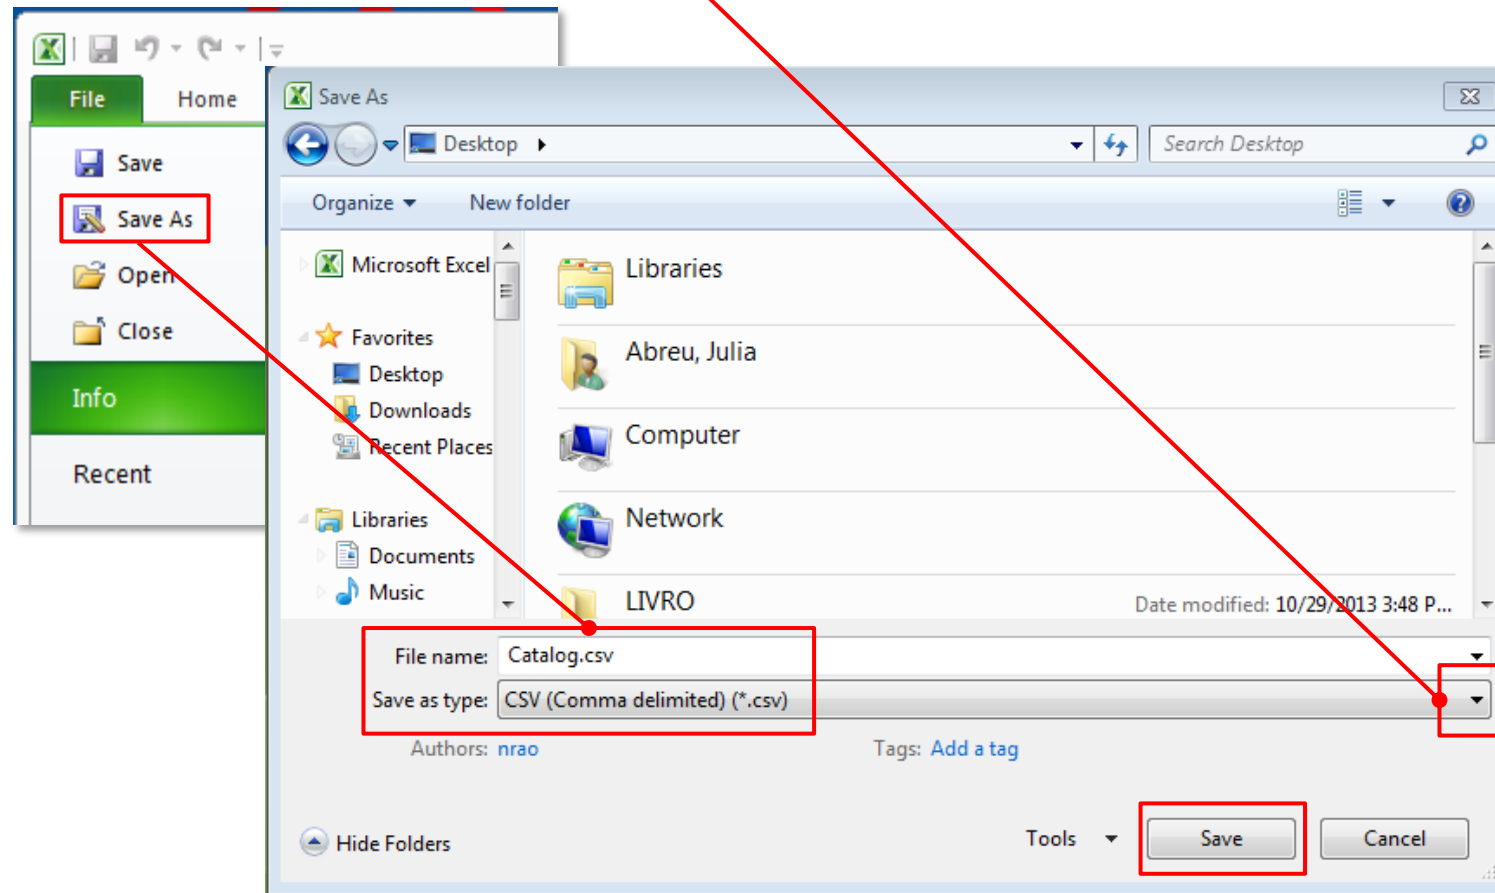 File Home
Save
Save As
Open
Close
Info
Recent
Save As
Desktop
Search Desktop
Organize New folder
Microsoft Excel
Favorites
Desktop
Downloads
Recent Places
Libraries
Documents
Music
Libraries
Abreu, Julia
Computer
Network
LIVRO Date modified: 10/29/2013 3:48 P...
File name: Catalog.csv
Save as type: CSV (Comma delimited) (*.csv)
Authors: nrao Tags: Add a tag
Hide Folders Tools Save Cancel